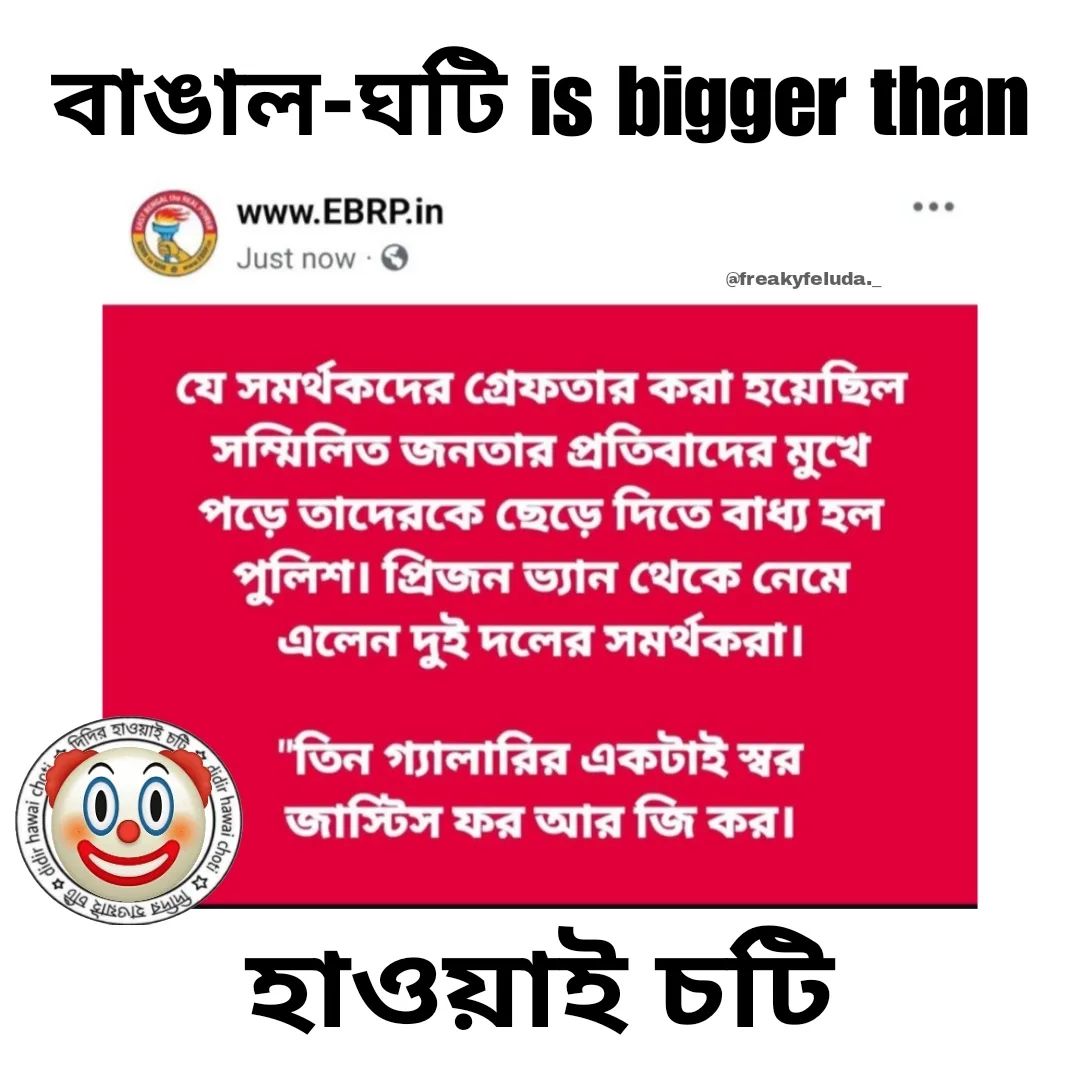 বাঙাল-ঘটি is bigger than
www.EBRP.in
Just now
@freakyfeluda._
যে সমর্থকদের গ্রেফতার করা হয়েছিল
সম্মিলিত জনতার প্রতিবাদের মুখে
পড়ে তাদেরকে ছেড়ে দিতে বাধ্য হল
পুলিশ। প্রিজন ভ্যান থেকে নেমে
এলেন দুই দলের সমর্থকরা।
"তিন গ্যালারির একটাই স্বর
জাস্টিস ফর আর জি কর।
দিদির হাওয়াই চটি
didir hawai choti
দিদির হাওয়াই চটি
didir hawai choti
হাওয়াই চটি